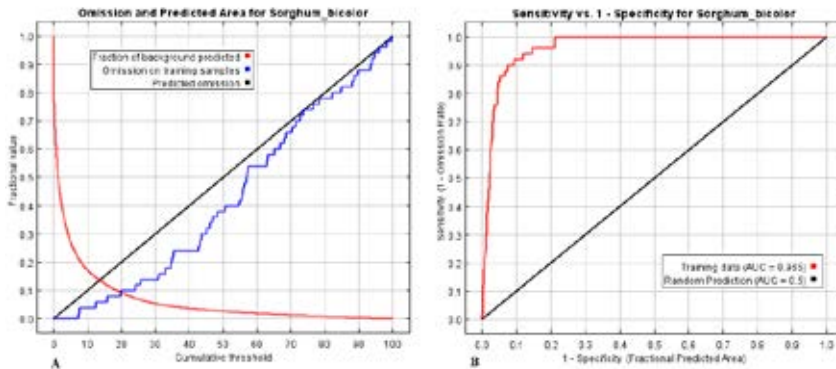 Omission and Predicted Area for Sorghum_bicolor
Fraction of background predicted
Omission on training samples
Predicted omission
Fractional value
1.0
0.9
0.8
0.7
0.6
0.5
0.4
0.3
0.2
0.1
0.0
0 10 20 30 40 50 60 70 80 90 100
Cumulative threshold
A
Sensitivity vs. 1 - Specificity for Sorghum_bicolor
Sensitivity (1 - Omission Rate)
1.0
0.9
0.8
0.7
0.6
0.5
0.4
0.3
0.2
0.1
0.0
Training data (AUC =
Random Prediction (AUC = 0.5)
0.0 0.1 0.2 0.3 0.4 0.5 0.6 0.7 0.8 0.9 1.0
1 - Specificity (Fractional Predicted Area)
B